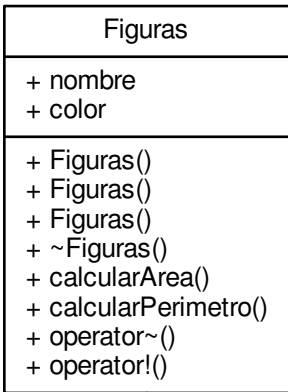 Figuras
+ nombre
+ color
+ Figuras()
+ Figuras()
+ Figuras()
+ ~Figuras()
+ calcularArea()
+ calcularPerimetro()
+ operator~()
+ operator!()